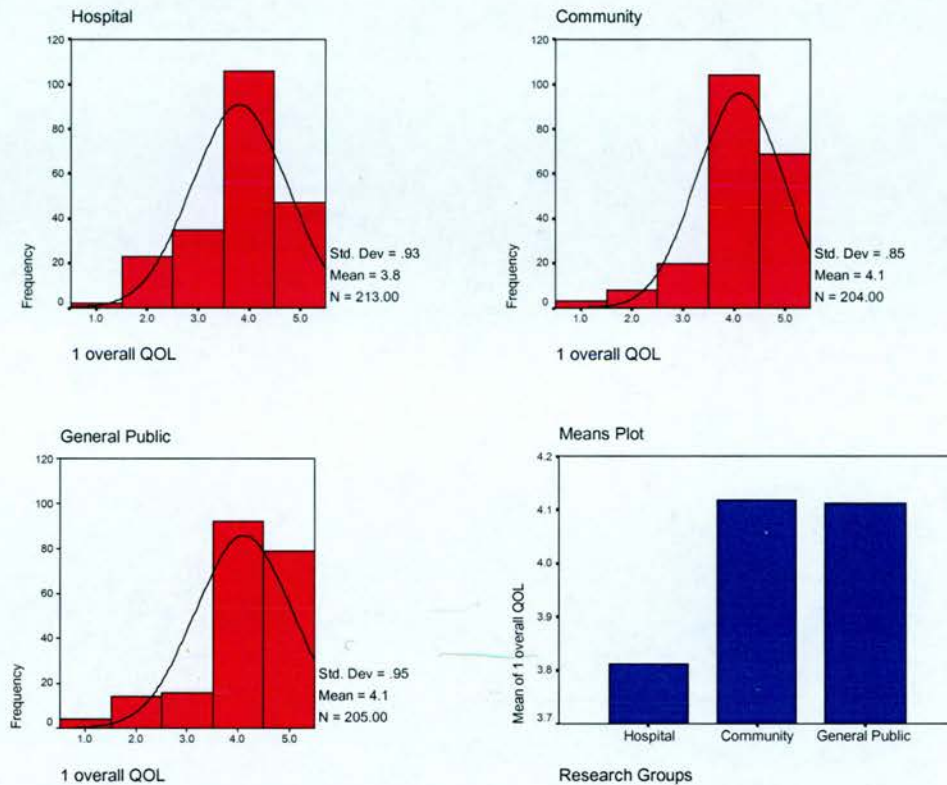 Hospital
120
100
80
60
40
20
0
Frequency
1.0 2.0 3.0 4.0 5.0
Std. Dev = .93
Mean = 3.8
N = 213.00
1 overall QOL
Community
120
100
80
60
40
20
0
Frequency
1.0 2.0 3.0 4.0 5.0
Std. Dev = .85
Mean = 4.1
N = 204.00
1 overall QOL
General Public
120
100
80
60
40
20
0
Frequency
1.0 2.0 3.0 4.0 5.0
Std. Dev = .95
Mean = 4.1
N = 205.00
1 overall QOL
Means Plot
4.2
4.1
4.0
3.9
3.8
3.7
Mean of 1 overall QOL
Hospital Community General Public
Research Groups